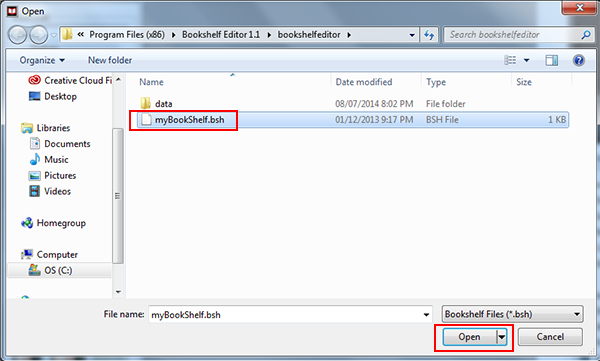 Open
Program Files (x86) Bookshelf Editor 1.1 bookshelfeditor
Search bookshelfeditor
Organize New folder
Name Date modified Type Size
data 08/07/2014 8:02 PM File folder
myBookShelf.bsh 01/12/2013 9:17 PM BSH File 1 KB
Creative Cloud Fi
Desktop
Libraries
Documents
Music
Pictures
Videos
Homegroup
Computer
OS (C:)
File name: myBookShelf.bsh Bookshelf Files (*.bsh)
Open Cancel